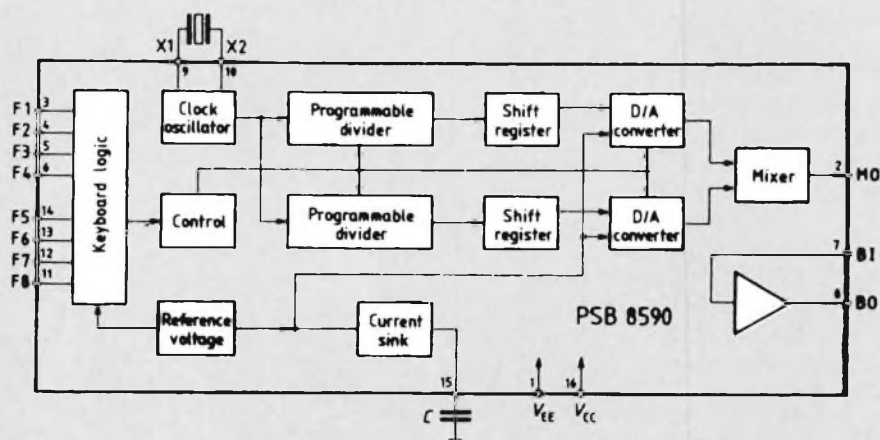 X1 X2
9 10
F1 3
F2 4
F3 5
F4 6
F5 14
F6 13
F7 12
F8 11
Keyboard logic
Clock
oscillator
Control
Reference
voltage
Programmable
divider
Programmable
divider
Current
sink
Shift
register
Shift
register
D/A
converter
D/A
converter
Mixer
2 MO
7 BI
8 BO
PSB 8590
15
C
1
VEE
16
VCC